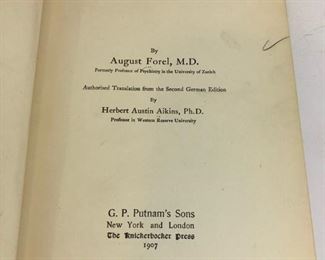 By
August Forel, M.D.
Formerly Professor of Psychiatry in the University of Zurich
Authorised Translation from the Second German Edition
By
Herbert Austin Aikins, Ph.D.
Professor in Western Reserve University
G. P. Putnam's Sons
New York and London
The Knickerbocker Press
1907